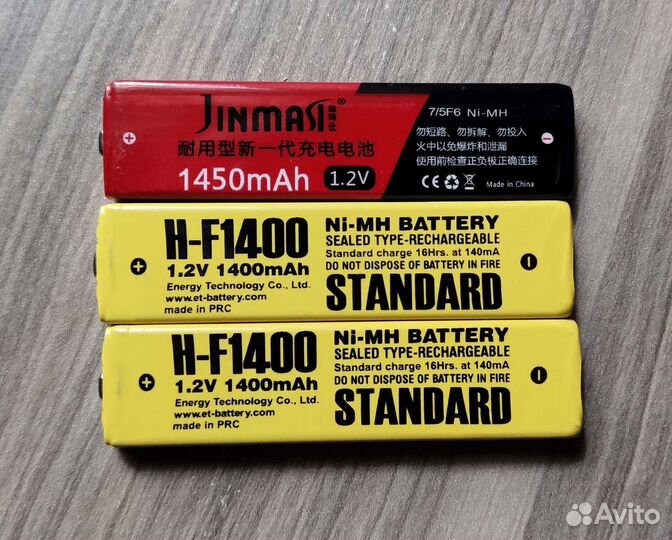 JINMASI®
耐用型新一代充电电池
1450mAh 1.2V
7/5F6 Ni-MH
勿短路、勿拆解、勿投入
火中以免爆炸和泄漏
使用前检查正负极正确连接
CE Made in China
H-F1400
1.2V 1400mAh
Energy Technology Co., Ltd.
www.et-battery.com
made in PRC
Ni-MH BATTERY
SEALED TYPE-RECHARGEABLE
Standard charge 16Hrs. at 140mA
DO NOT DISPOSE OF BATTERY IN FIRE
STANDARD
H-F1400
1.2V 1400mAh
Energy Technology Co., Ltd.
www.et-battery.com
made in PRC
Ni-MH BATTERY
SEALED TYPE-RECHARGEABLE
Standard charge 16Hrs. at 140mA
DO NOT DISPOSE OF BATTERY IN FIRE
STANDARD
Avito